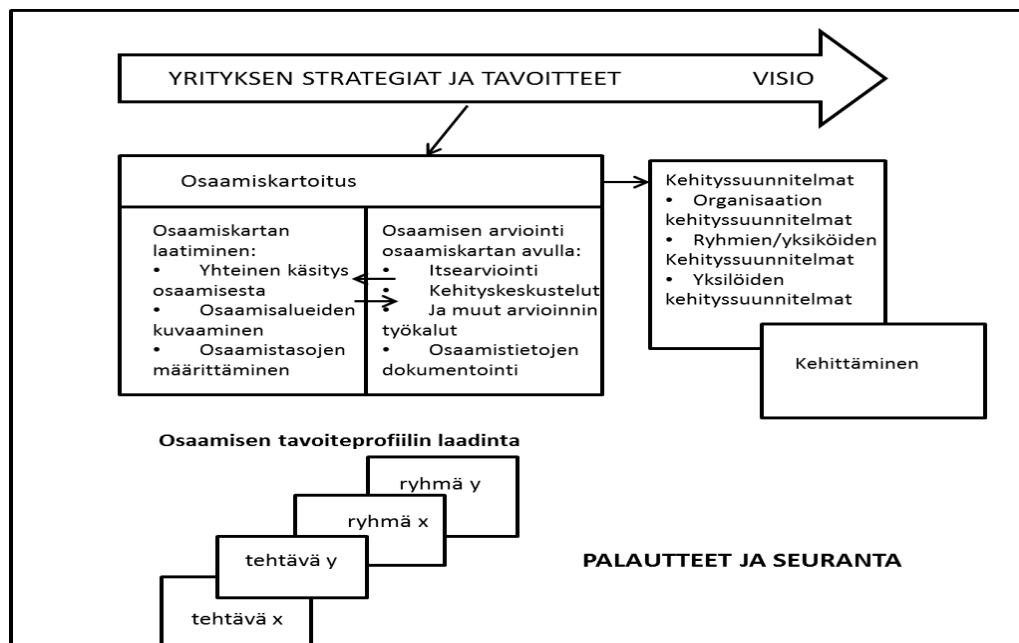 YRITYKSEN STRATEGIAT JA TAVOITTEET VISIO
Osaamiskartoitus
Osaamiskartan
laatiminen:
• Yhteinen käsitys
osaamisesta
• Osaamisalueiden
kuvaaminen
• Osaamistasojen
määrittäminen
Osaamisen arviointi
osaamiskartan avulla:
• Itsearviointi
• Kehityskeskustelut
• Ja muut arvioinnin
työkalut
• Osaamistietojen
dokumentointi
Kehityssuunnitelmat
• Organisaation
kehityssuunnitelmat
• Ryhmien/yksiköiden
Kehityssuunnitelmat
• Yksilöiden
kehityssuunnitelmat
Kehittäminen
Osaamisen tavoiteprofiilin laadinta
ryhmä y
ryhmä x
tehtävä y
tehtävä x
PALAUTTEET JA SEURANTA